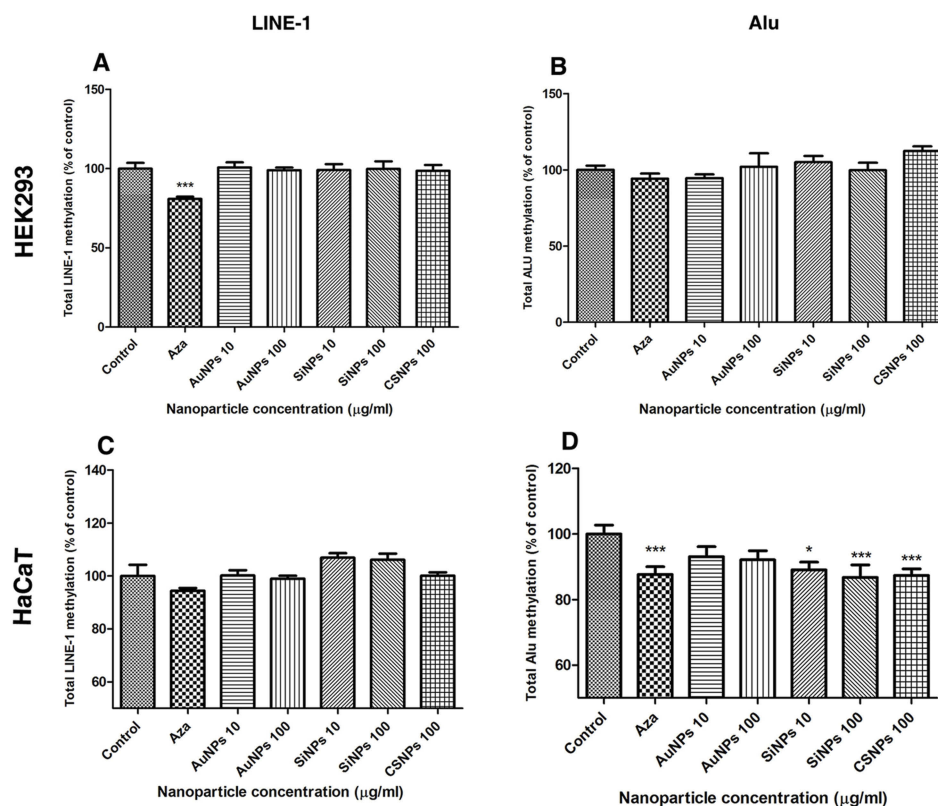 LINE-1
Alu
HEK293
HaCaT
A
Total LINE-1 methylation (% of control)
150
100
50
0
***
Control
Aza
AuNPs 10
AuNPs 100
SiNPs 10
SiNPs 100
CSNPs 100
Nanoparticle concentration (µg/ml)
B
Total ALU methylation (% of control)
150
100
50
0
Control
Aza
AuNPs 10
AuNPs 100
SiNPs 10
SiNPs 100
CSNPs 100
Nanoparticle concentration (µg/ml)
C
Total LINE-1 methylation (% of control)
140
120
100
80
60
Control
Aza
AuNPs 10
AuNPs 100
SiNPs 10
SiNPs 100
CSNPs 100
Nanoparticle concentration (µg/ml)
D
Total Alu methylation (% of control)
120
100
80
60
***
*
***
***
Control
Aza
AuNPs 10
AuNPs 100
SiNPs 10
SiNPs 100
CSNPs 100
Nanoparticle concentration (µg/ml)